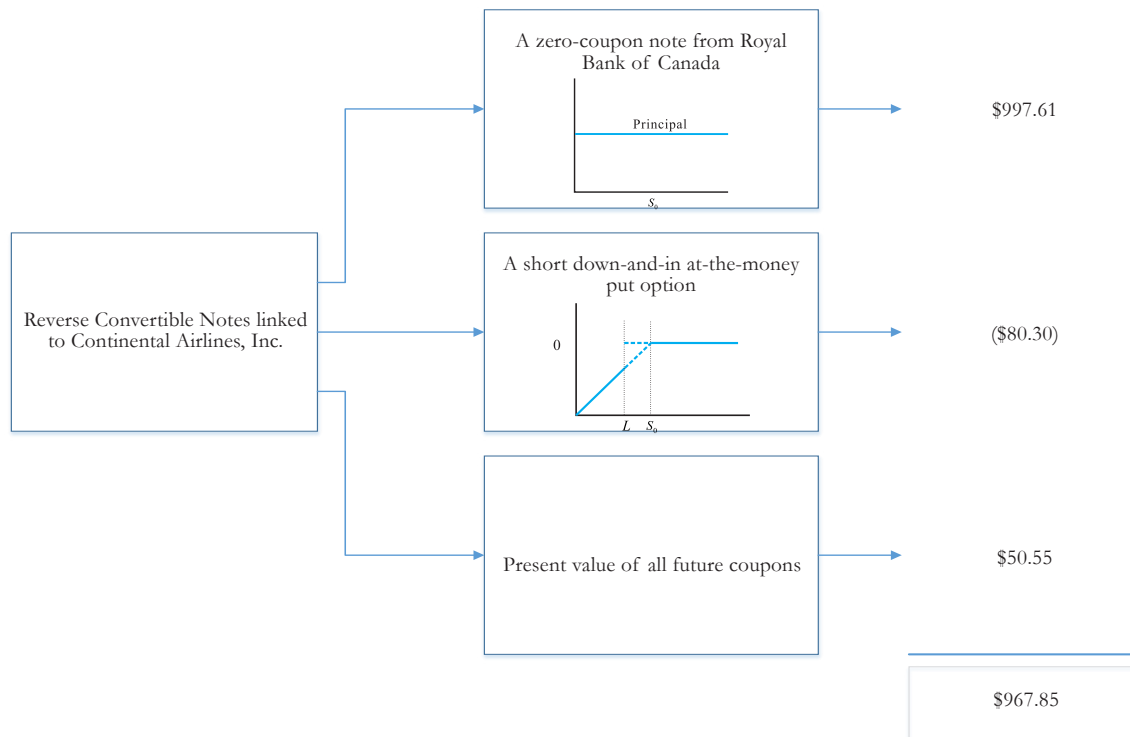 A zero-coupon note from Royal
Bank of Canada
Principal
S₀
$997.61
Reverse Convertible Notes linked
to Continental Airlines, Inc.
A short down-and-in at-the-money
put option
0
L S₀
($80.30)
Present value of all future coupons
$50.55
$967.85